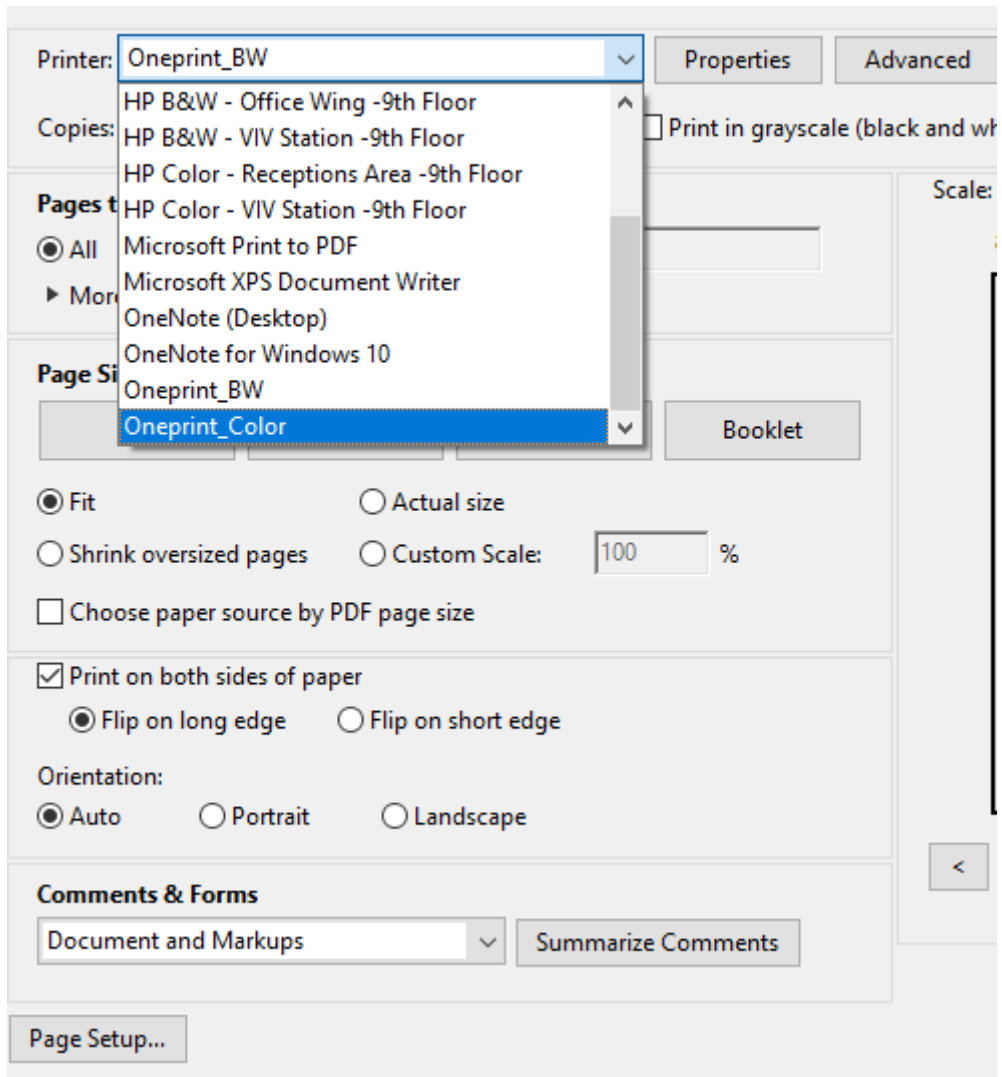 Printer: Oneprint_BW Properties Advanced
HP B&W - Office Wing -9th Floor
Copies: Print in grayscale (black and wh
HP B&W - VIV Station -9th Floor
HP Color - Receptions Area -9th Floor
Pages t Scale:
HP Color - VIV Station -9th Floor
All Microsoft Print to PDF
Microsoft XPS Document Writer
Mor
OneNote (Desktop)
OneNote for Windows 10
Page Si
Oneprint_BW
Oneprint_Color
Booklet
Fit Actual size
Shrink oversized pages Custom Scale: 100 %
Choose paper source by PDF page size
Print on both sides of paper
Flip on long edge Flip on short edge
Orientation:
Auto Portrait Landscape
<
Comments & Forms
Document and Markups Summarize Comments
Page Setup...